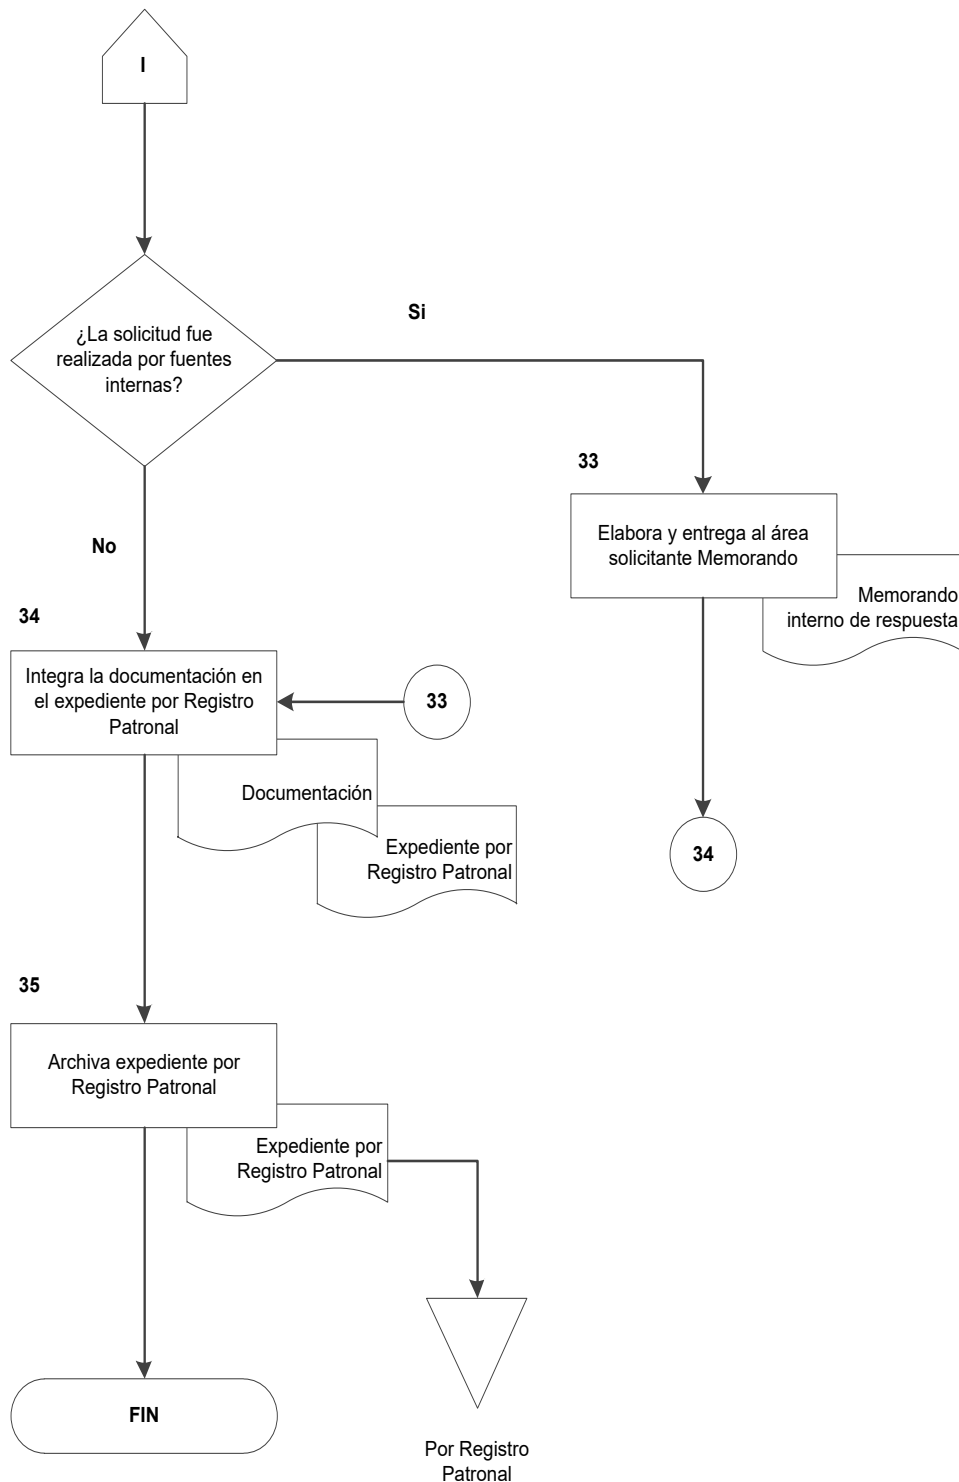 I
¿La solicitud fue
realizada por fuentes
internas?
Si
33
Elabora y entrega al área
solicitante Memorando
Memorando
interno de respuesta
No
34
Integra la documentación en
el expediente por Registro
Patronal
33
Documentación
Expediente por
Registro Patronal
34
35
Archiva expediente por
Registro Patronal
Expediente por
Registro Patronal
FIN
Por Registro
Patronal